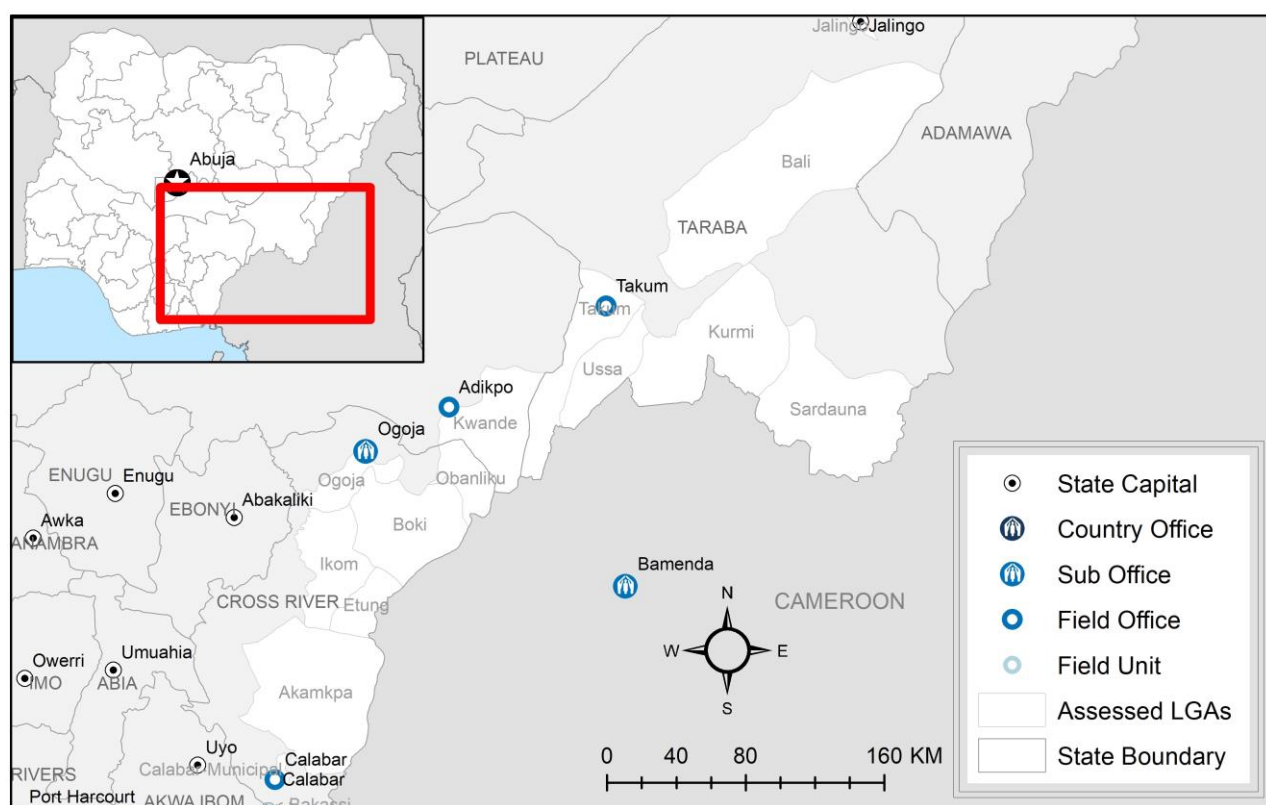 Abuja
PLATEAU
Jalingo
Jalingo
ADAMAWA
Bali
TARABA
Takum
Takum
Kurmi
Ussa
Sardauna
Adikpo
Kwande
Ogoja
Ogoja
Obanliku
ENUGU
Enugu
EBONYI
Abakaliki
Boki
Awka
ANAMBRA
Ikom
Etung
CROSS RIVER
Bamenda
CAMEROON
N
W
E
S
Owerri
IMO
Umuahia
ABIA
Akamkpa
Uyo
Calabar
Calabar-Municipal
Calabar
RIVERS
Port Harcourt
AKWA IBOM
Bakassi
0 40 80 160 KM
State Capital
Country Office
Sub Office
Field Office
Field Unit
Assessed LGAs
State Boundary